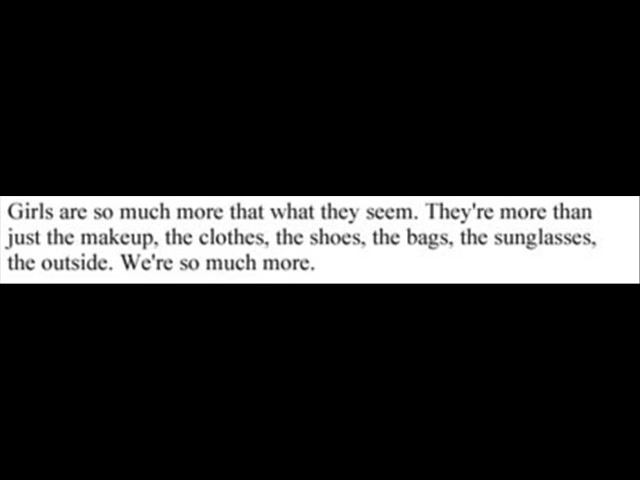 Girls are so much more that what they seem. They're more than
just the makeup, the clothes, the shoes, the bags, the sunglasses,
the outside. We're so much more.